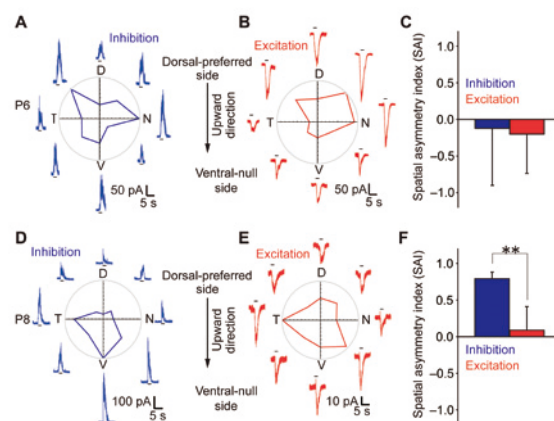 A
Inhibition
D
P6
T
N
V
50 pA
5 s
B
Excitation
D
Dorsal-preferred
side
Upward
direction
Ventral-null
side
T
N
V
50 pA
5 s
C
Spatial asymmetry index (SAI)
1.0
0.5
0.0
−0.5
−1.0
Inhibition
Excitation
D
Inhibition
D
P8
T
N
V
100 pA
5 s
E
Excitation
D
Dorsal-preferred
side
Upward
direction
Ventral-null
side
T
N
V
10 pA
5 s
F
Spatial asymmetry index (SAI)
**
1.0
0.5
0.0
−0.5
−1.0
Inhibition
Excitation